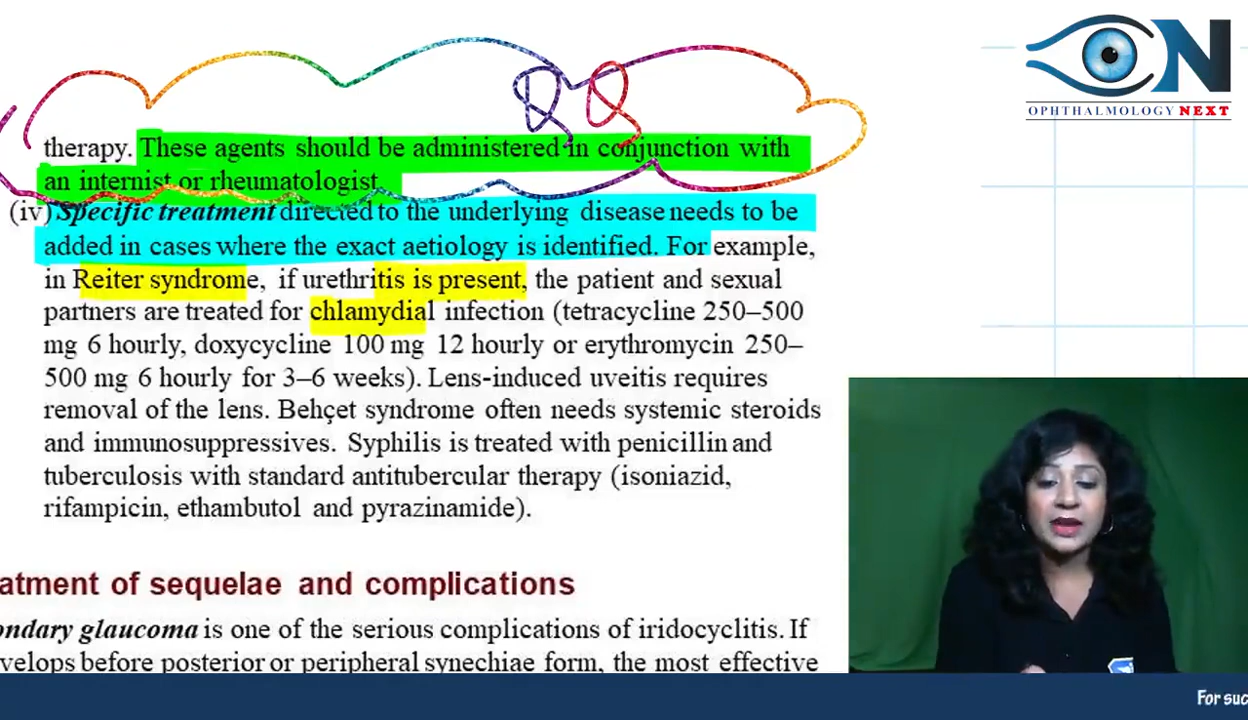 OPHTHALMOLOGY NEXT
therapy. These agents should be administered in conjunction with
an internist or rheumatologist
(iv) Specific treatment directed to the underlying disease needs to be
added in cases where the exact aetiology is identified. For example,
in Reiter syndrome, if urethritis is present, the patient and sexual
partners are treated for chlamydial infection (tetracycline 250–500
mg 6 hourly, doxycycline 100 mg 12 hourly or erythromycin 250–
500 mg 6 hourly for 3–6 weeks). Lens-induced uveitis requires
removal of the lens. Behçet syndrome often needs systemic steroids
and immunosuppressives. Syphilis is treated with penicillin and
tuberculosis with standard antitubercular therapy (isoniazid,
rifampicin, ethambutol and pyrazinamide).
atment of sequelae and complications
ondary glaucoma is one of the serious complications of iridocyclitis. If
velops before posterior or peripheral synechiae form, the most effective
For suc